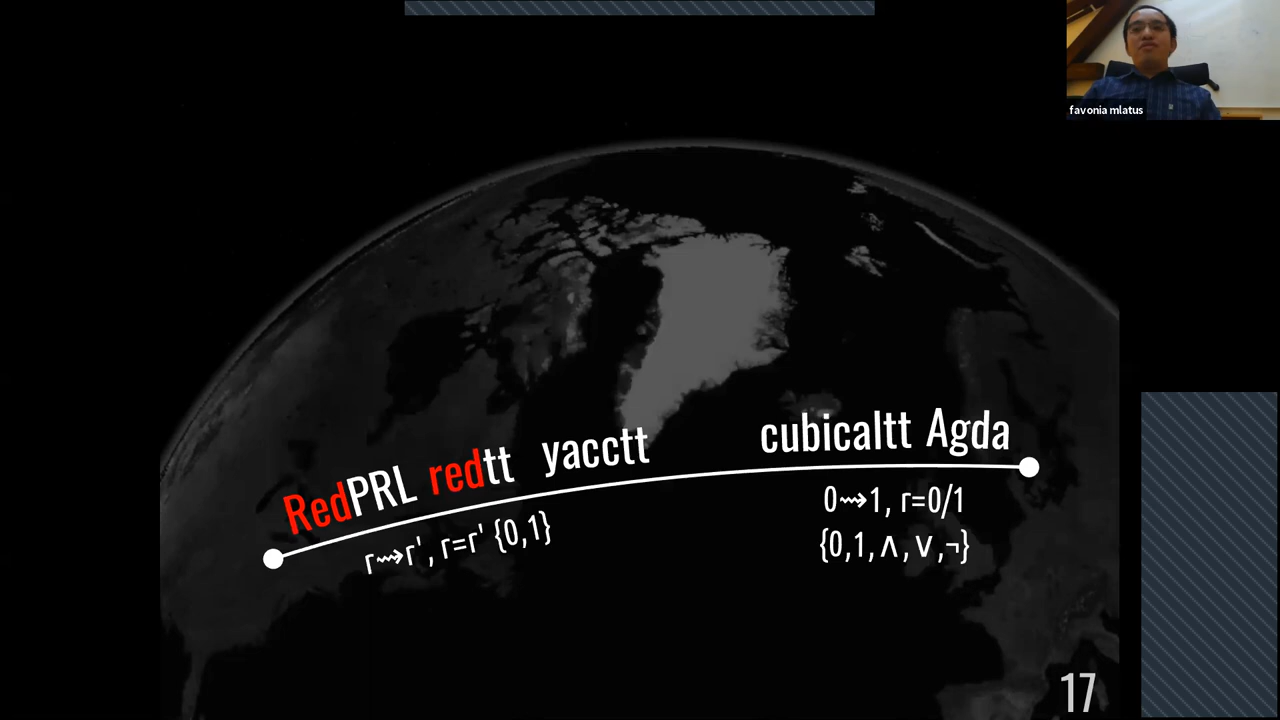 favonia mlatus
RedPRL redtt yacctt
cubicaltt Agda
r⇝r', r=r' {0,1}
0⇝1, r=0/1
{0,1,∧,∨,¬}
17